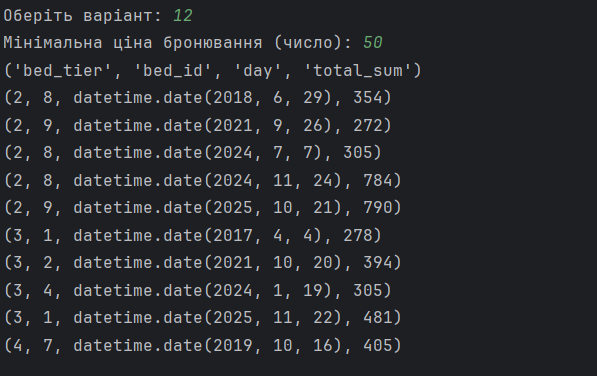 Оберіть варіант: 12
Мінімальна ціна бронювання (число): 50
('bed_tier', 'bed_id', 'day', 'total_sum')
(2, 8, datetime.date(2018, 6, 29), 354)
(2, 9, datetime.date(2021, 9, 26), 272)
(2, 8, datetime.date(2024, 7, 7), 305)
(2, 8, datetime.date(2024, 11, 24), 784)
(2, 9, datetime.date(2025, 10, 21), 790)
(3, 1, datetime.date(2017, 4, 4), 278)
(3, 2, datetime.date(2021, 10, 20), 394)
(3, 4, datetime.date(2024, 1, 19), 305)
(3, 1, datetime.date(2025, 11, 22), 481)
(4, 7, datetime.date(2019, 10, 16), 405)